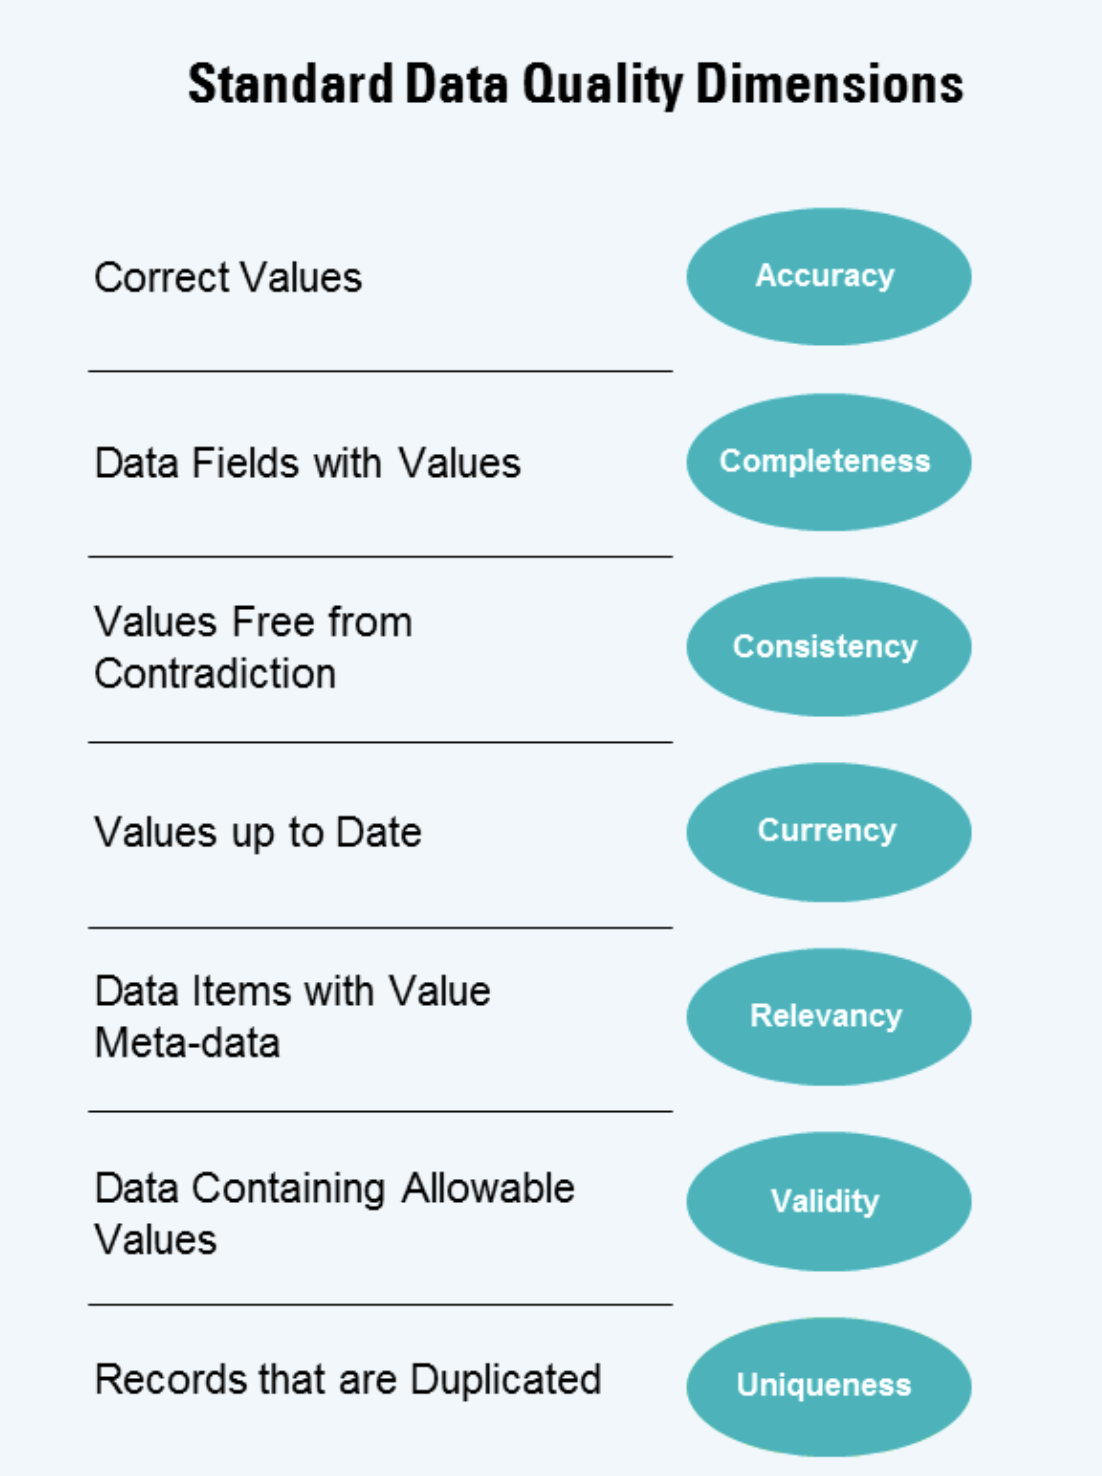 Standard Data Quality Dimensions
Correct Values
Accuracy
Data Fields with Values
Completeness
Values Free from
Contradiction
Consistency
Values up to Date
Currency
Data Items with Value
Meta-data
Relevancy
Data Containing Allowable
Values
Validity
Records that are Duplicated
Uniqueness